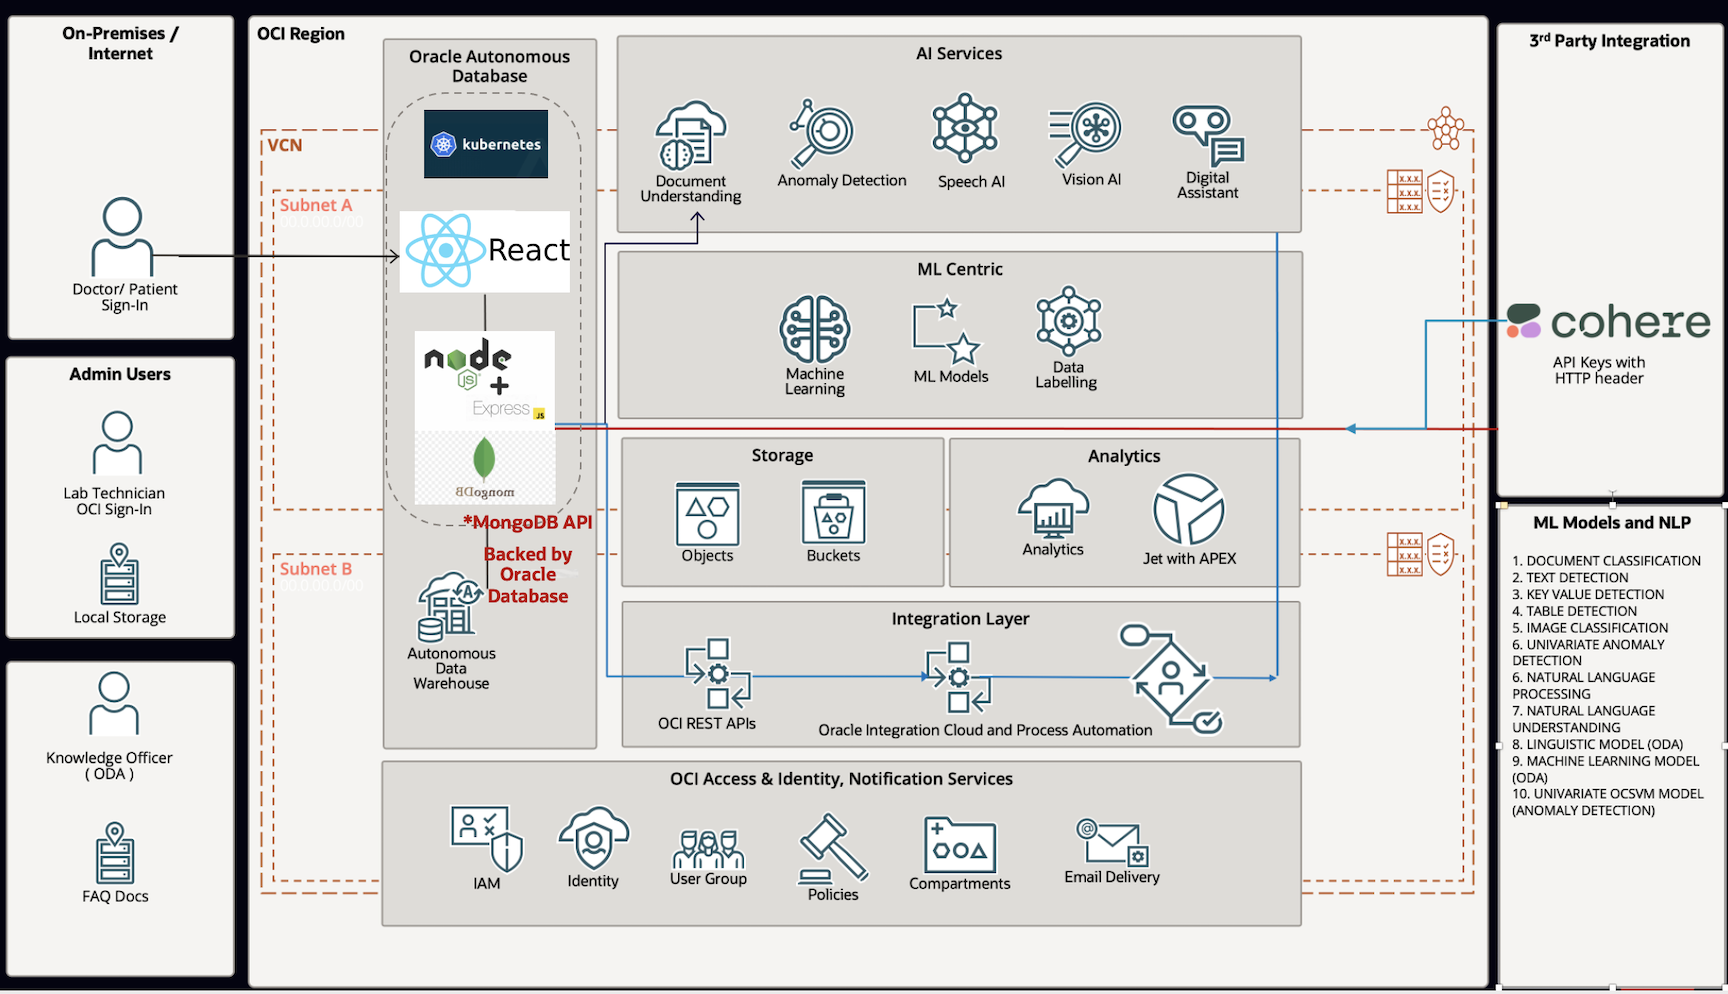 On-Premises /
Internet
Doctor/ Patient
Sign-In
Admin Users
Lab Technician
OCI Sign-In
Local Storage
Knowledge Officer
( ODA )
FAQ Docs
OCI Region
VCN
Subnet A
Subnet B
Oracle Autonomous
Database
kubernetes
React
node
JS
+
Express
JS
mongoDB
*MongoDB API
Backed by
Oracle
Database
A
Autonomous
Data
Warehouse
AI Services
Document
Understanding
Anomaly Detection
Speech AI
Vision AI
Digital
Assistant
ML Centric
Machine
Learning
ML Models
Data
Labelling
Storage
Objects
Buckets
Analytics
Analytics
Jet with APEX
Integration Layer
OCI REST APIs
Oracle Integration Cloud and Process Automation
OCI Access & Identity, Notification Services
IAM
Identity
User Group
Policies
Compartments
@
Email Delivery
x.x.x.
x.x.x.
x.x.x.
x.x.x.
3rd Party Integration
cohere
API Keys with
HTTP header
ML Models and NLP
1. DOCUMENT CLASSIFICATION
2. TEXT DETECTION
3. KEY VALUE DETECTION
4. TABLE DETECTION
5. IMAGE CLASSIFICATION
6. UNIVARIATE ANOMALY
DETECTION
6. NATURAL LANGUAGE
PROCESSING
7. NATURAL LANGUAGE
UNDERSTANDING
8. LINGUISTIC MODEL (ODA)
9. MACHINE LEARNING MODEL
(ODA)
10. UNIVARIATE OCSVM MODEL
(ANOMALY DETECTION)